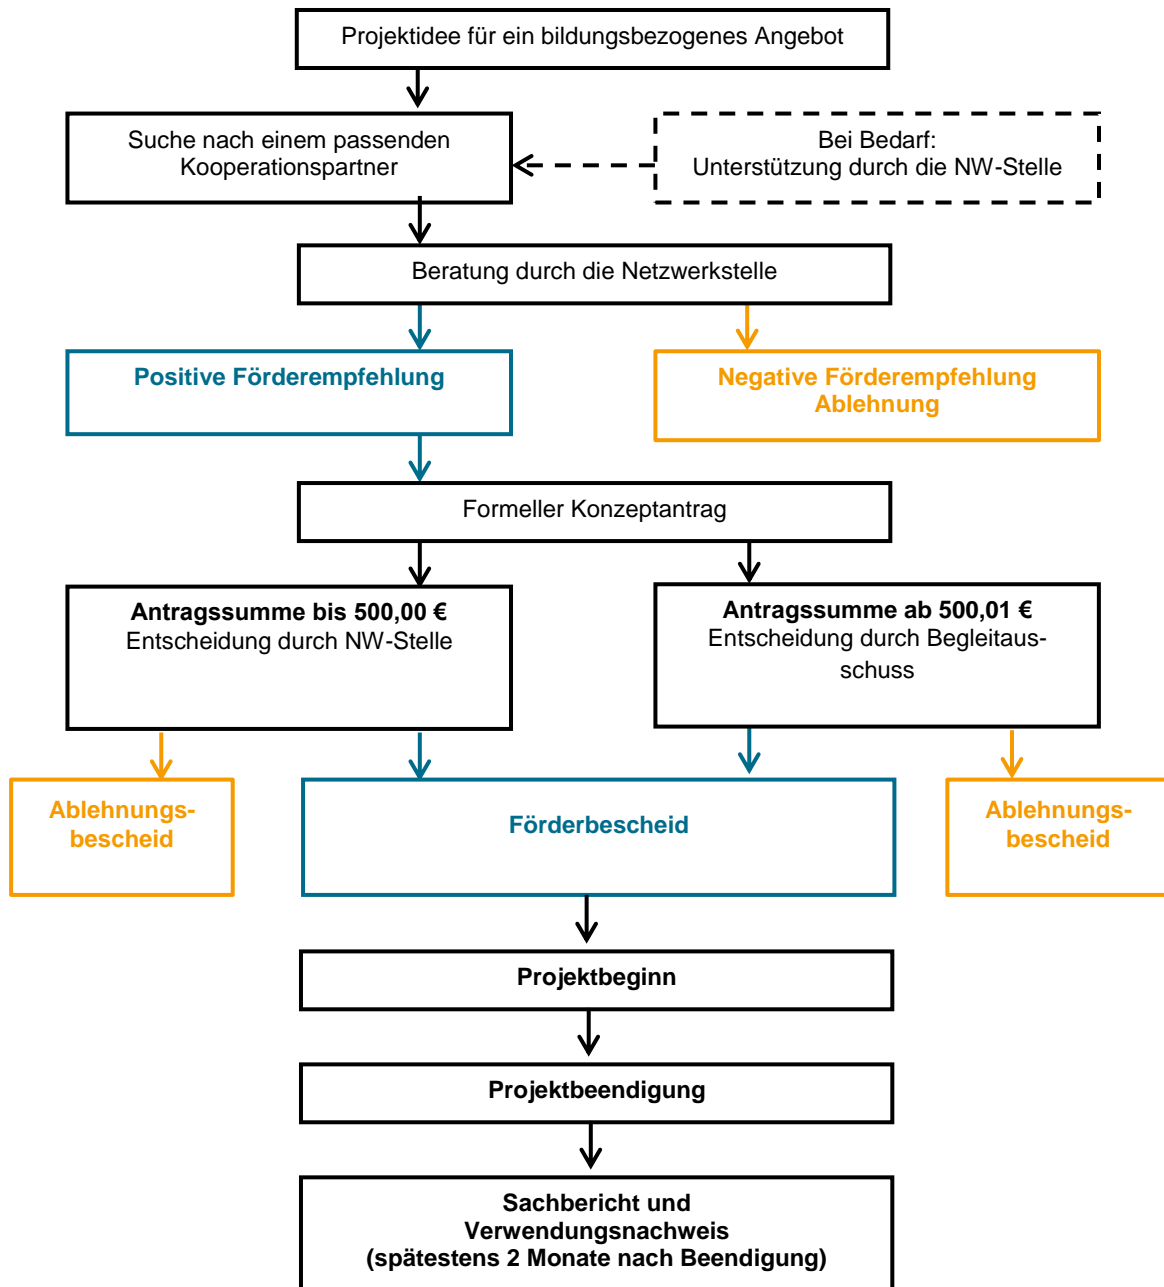 Projektidee für ein bildungsbezogenes Angebot
Suche nach einem passenden
Kooperationspartner
Bei Bedarf:
Unterstützung durch die NW-Stelle
Beratung durch die Netzwerkstelle
Positive Förderempfehlung
Negative Förderempfehlung
Ablehnung
Formeller Konzeptantrag
Antragssumme bis 500,00 €
Entscheidung durch NW-Stelle
Antragssumme ab 500,01 €
Entscheidung durch Begleitaus-
schuss
Ablehnungs-
bescheid
Förderbescheid
Ablehnungs-
bescheid
Projektbeginn
Projektbeendigung
Sachbericht und
Verwendungsnachweis
(spätestens 2 Monate nach Beendigung)